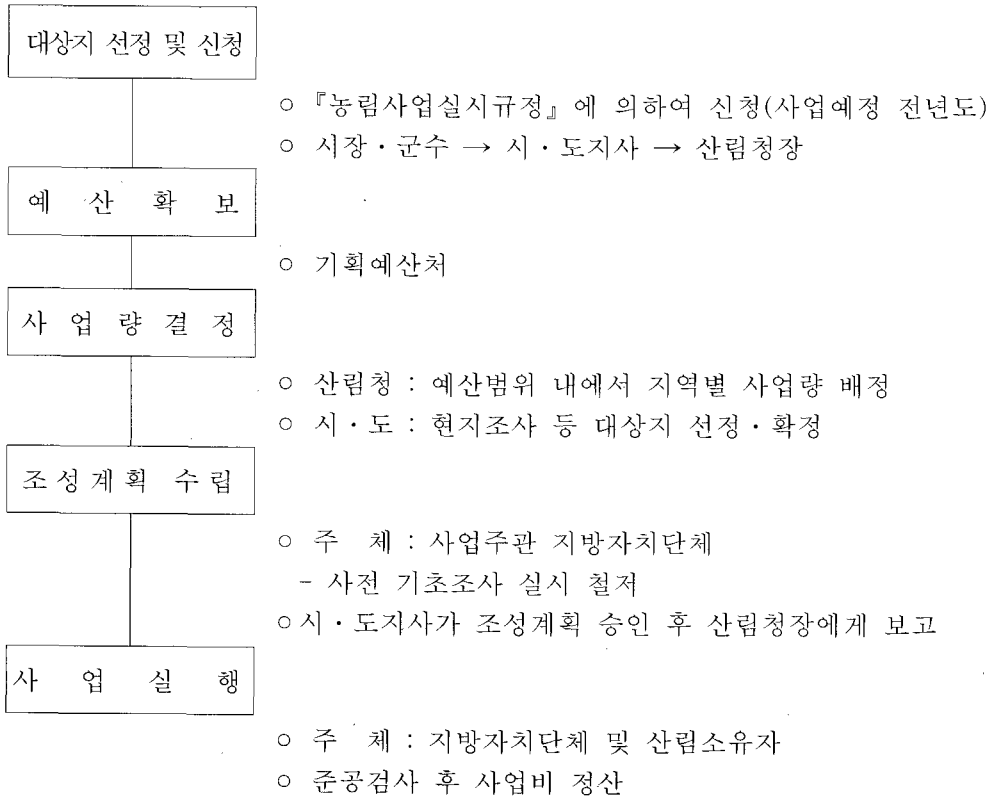 대상지 선정 및 신청
○ 『농림사업실시규정』에 의하여 신청(사업예정 전년도)
○ 시장·군수 → 시·도지사 → 산림청장
예 산 확 보
○ 기획예산처
사 업 량 결 정
○ 산림청 : 예산범위 내에서 지역별 사업량 배정
○ 시·도 : 현지조사 등 대상지 선정·확정
조성계획 수립
○ 주 체 : 사업주관 지방자치단체
- 사전 기초조사 실시 철저
○시·도지사가 조성계획 승인 후 산림청장에게 보고
사 업 실 행
○ 주 체 : 지방자치단체 및 산림소유자
○ 준공검사 후 사업비 정산